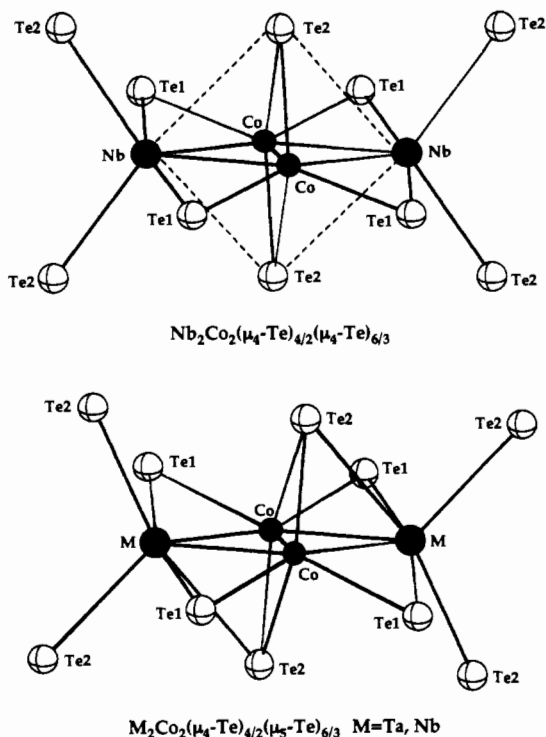 Te2 Te2 Te2
Te1 Te1
Co
Nb Nb
Co
Te1 Te1
Te2 Te2 Te2
Nb₂Co₂(μ₄-Te)₄/₂(μ₄-Te)₆/₃
Te2 Te2 Te2
Te1 Te1
Co
M M
Co
Te1 Te1
Te2 Te2 Te2
M₂Co₂(μ₄-Te)₄/₂(μ₅-Te)₆/₃ M=Ta, Nb